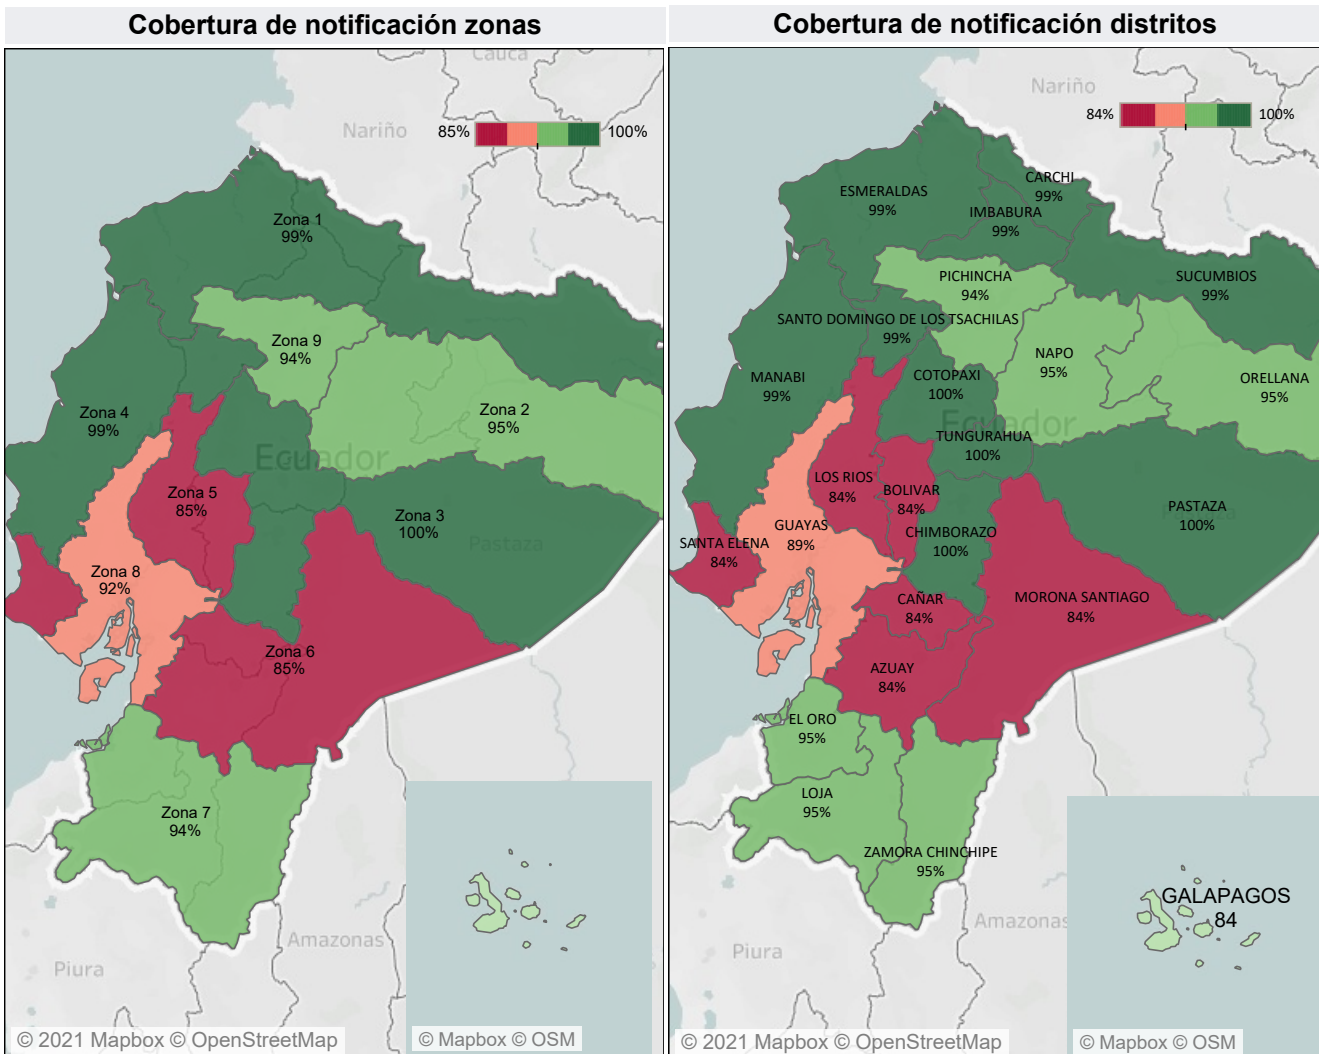 Cobertura de notificación zonas
Cauca
Nariño
85%
100%
Zona 1
99%
Zona 9
94%
Zona 4
99%
Zona 2
95%
Ecuador
Zona 5
85%
Zona 3
100%
Pastaza
Zona 8
92%
Zona 6
85%
Zona 7
94%
Amazonas
Piura
© 2021 Mapbox © OpenStreetMap
© Mapbox © OSM
Cobertura de notificación distritos
Nariño
84%
100%
CARCHI
99%
ESMERALDAS
99%
IMBABURA
99%
PICHINCHA
94%
SUCUMBIOS
99%
SANTO DOMINGO DE LOS TSACHILAS
99%
NAPO
95%
MANABI
99%
COTOPAXI
100%
ORELLANA
95%
Ecuador
TUNGURAHUA
100%
LOS RIOS
84%
BOLIVAR
84%
PASTAZA
100%
GUAYAS
89%
CHIMBORAZO
100%
SANTA ELENA
84%
CAÑAR
84%
MORONA SANTIAGO
84%
AZUAY
84%
EL ORO
95%
LOJA
95%
ZAMORA CHINCHIPE
95%
GALAPAGOS
84
Amazonas
Piura
© 2021 Mapbox © OpenStreetMap
© Mapbox © OSM